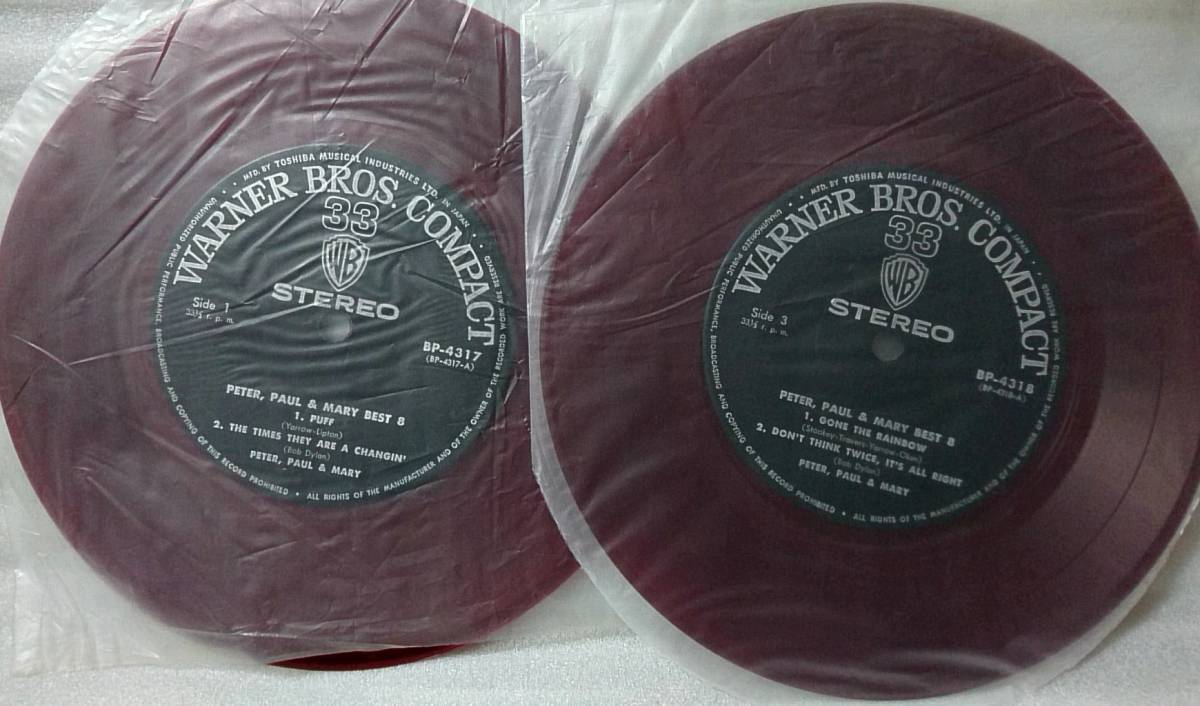 MFD. BY TOSHIBA MUSICAL INDUSTRIES LTD. IN JAPAN
WARNER BROS. COMPACT
33
WB
STEREO
Side 1
33⅓ r. p. m.
BP-4317
(BP-4317-A)
PETER, PAUL & MARY BEST 8
1. PUFF
(Yarrow-Lipton)
2. THE TIMES THEY ARE A CHANGIN'
(Bob Dylan)
PETER, PAUL & MARY
UNAUTHORIZED PUBLIC PERFORMANCE, BROADCASTING AND COPYING OF THIS RECORD PROHIBITED • ALL RIGHTS OF THE MANUFACTURER AND OF THE OWNER OF THE RECORDED WORK ARE RESERVED
MFD. BY TOSHIBA MUSICAL INDUSTRIES LTD. IN JAPAN
WARNER BROS. COMPACT
33
WB
STEREO
Side 3
33⅓ r. p. m.
BP-4318
(BP-4318-A)
PETER, PAUL & MARY BEST 8
1. GONE THE RAINBOW
(Stookey-Travers-Yarrow-Okun)
2. DON'T THINK TWICE, IT'S ALL RIGHT
(Bob Dylan)
PETER, PAUL & MARY
UNAUTHORIZED PUBLIC PERFORMANCE, BROADCASTING AND COPYING OF THIS RECORD PROHIBITED • ALL RIGHTS OF THE MANUFACTURER AND OF THE OWNER OF THE RECORDED WORK ARE RESERVED